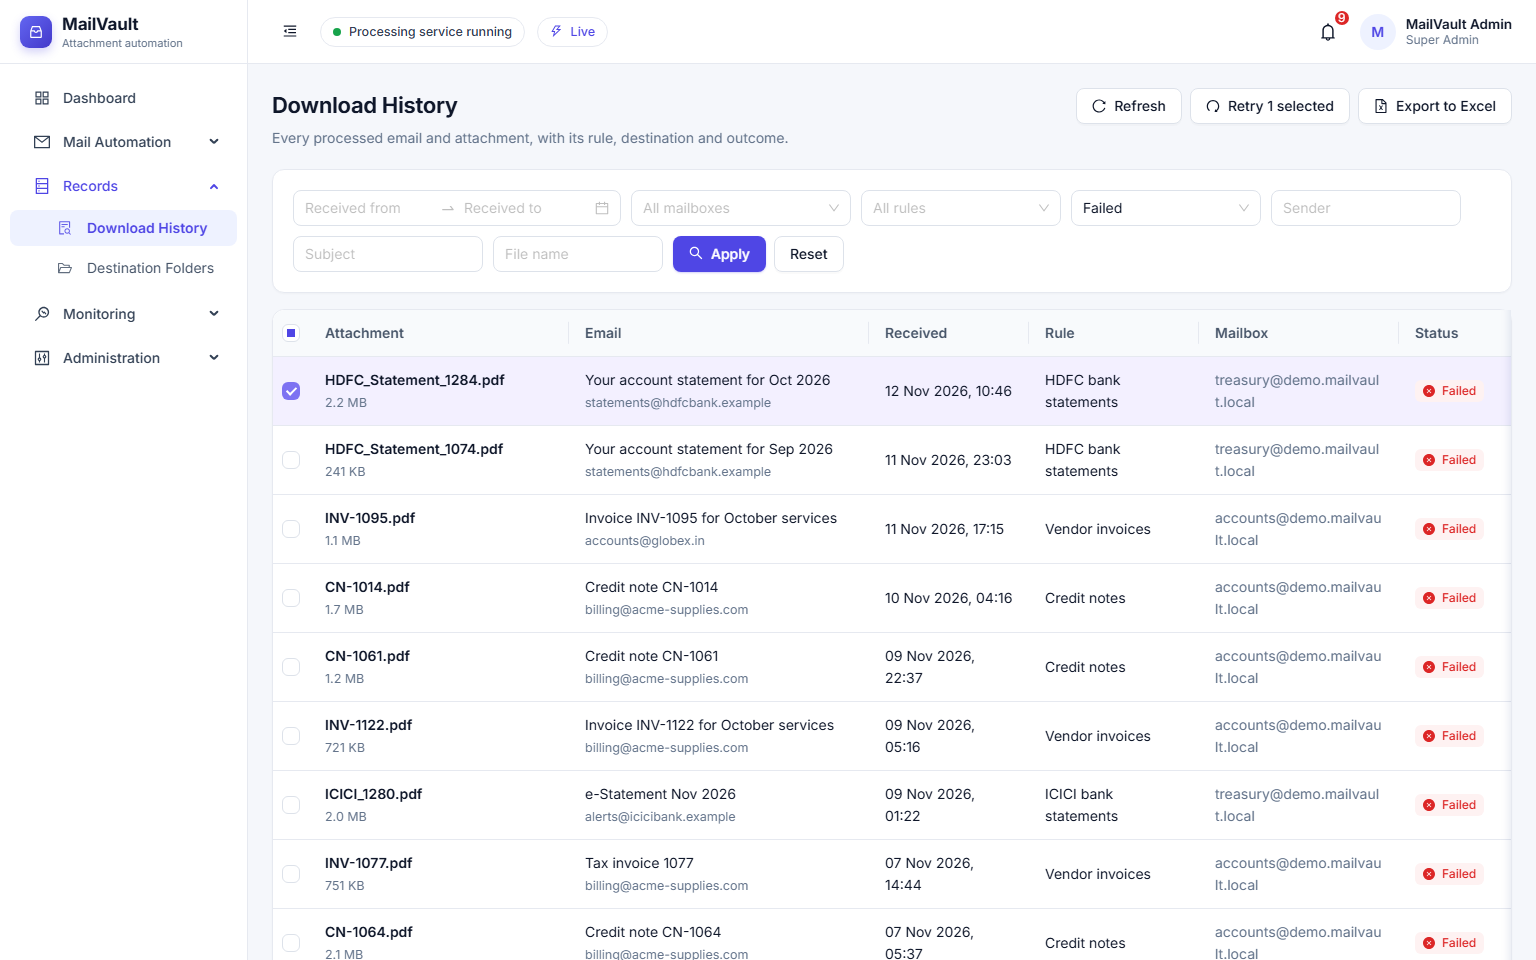 MailVault
Attachment automation
Processing service running
Live
9
M
MailVault Admin
Super Admin
Dashboard
Mail Automation
Records
Download History
Destination Folders
Monitoring
Administration
Download History
Every processed email and attachment, with its rule, destination and outcome.
Refresh
Retry 1 selected
Export to Excel
Received from
Received to
All mailboxes
All rules
Failed
Sender
Subject
File name
Apply
Reset
Attachment Email Received Rule Mailbox Status
HDFC_Statement_1284.pdf
2.2 MB
Your account statement for Oct 2026
statements@hdfcbank.example
12 Nov 2026, 10:46
HDFC bank
statements
treasury@demo.mailvaul
t.local
Failed
HDFC_Statement_1074.pdf
241 KB
Your account statement for Sep 2026
statements@hdfcbank.example
11 Nov 2026, 23:03
HDFC bank
statements
treasury@demo.mailvaul
t.local
Failed
INV-1095.pdf
1.1 MB
Invoice INV-1095 for October services
accounts@globex.in
11 Nov 2026, 17:15
Vendor invoices
accounts@demo.mailvau
lt.local
Failed
CN-1014.pdf
1.7 MB
Credit note CN-1014
billing@acme-supplies.com
10 Nov 2026, 04:16
Credit notes
accounts@demo.mailvau
lt.local
Failed
CN-1061.pdf
1.2 MB
Credit note CN-1061
billing@acme-supplies.com
09 Nov 2026,
22:37
Credit notes
accounts@demo.mailvau
lt.local
Failed
INV-1122.pdf
721 KB
Invoice INV-1122 for October services
billing@acme-supplies.com
09 Nov 2026,
05:16
Vendor invoices
accounts@demo.mailvau
lt.local
Failed
ICICI_1280.pdf
2.0 MB
e-Statement Nov 2026
alerts@icicibank.example
09 Nov 2026,
01:22
ICICI bank
statements
treasury@demo.mailvaul
t.local
Failed
INV-1077.pdf
751 KB
Tax invoice 1077
billing@acme-supplies.com
07 Nov 2026,
14:44
Vendor invoices
accounts@demo.mailvau
lt.local
Failed
CN-1064.pdf
2.1 MB
Credit note CN-1064
billing@acme-supplies.com
07 Nov 2026,
05:37
Credit notes
accounts@demo.mailvau
lt.local
Failed